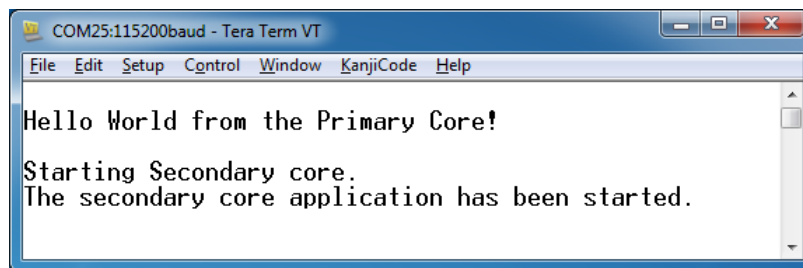 COM25:115200baud - Tera Term VT
File Edit Setup Control Window KanjiCode Help
Hello World from the Primary Core!
Starting Secondary core.
The secondary core application has been started.